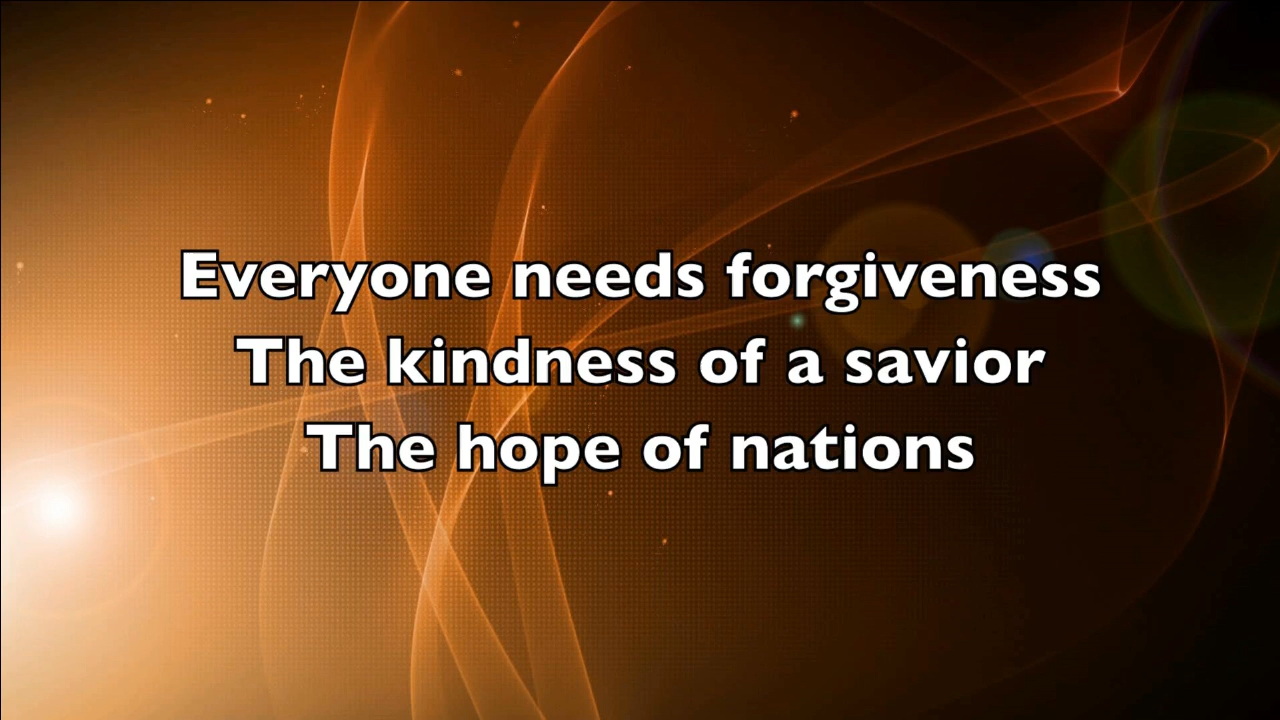 Everyone needs forgiveness
The kindness of a savior
The hope of nations